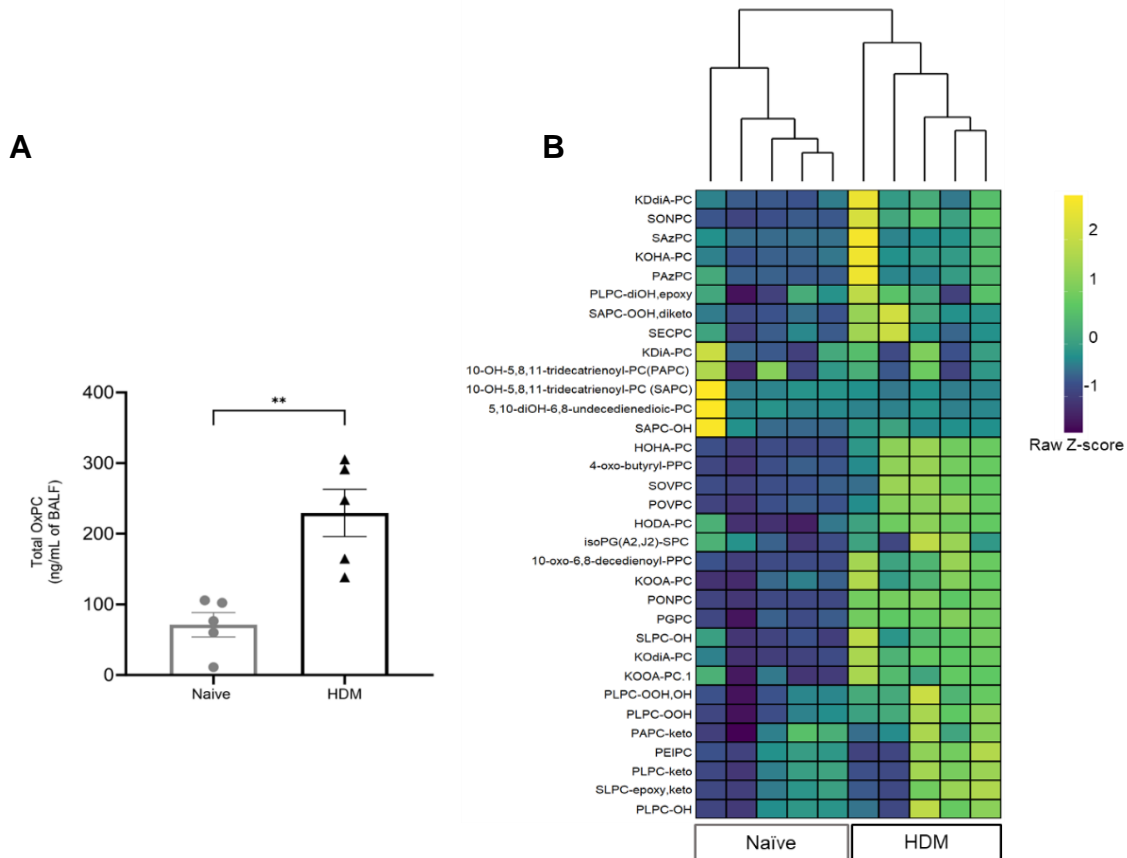 A
B
Total OxPC
(ng/mL of BALF)
400
300
200
100
0
**
Naive
HDM
KDdiA-PC
SONPC
SAzPC
KOHA-PC
PAzPC
PLPC-diOH,epoxy
SAPC-OOH,diketo
SECPC
KDiA-PC
10-OH-5,8,11-tridecatrienoyl-PC(PAPC)
10-OH-5,8,11-tridecatrienoyl-PC (SAPC)
5,10-diOH-6,8-undecedienedioic-PC
SAPC-OH
HOHA-PC
4-oxo-butyryl-PPC
SOVPC
POVPC
HODA-PC
isoPG(A2,J2)-SPC
10-oxo-6,8-decedienoyl-PPC
KOOA-PC
PONPC
PGPC
SLPC-OH
KOdiA-PC
KOOA-PC.1
PLPC-OOH,OH
PLPC-OOH
PAPC-keto
PEIPC
PLPC-keto
SLPC-epoxy,keto
PLPC-OH
Naïve
HDM
2
1
0
-1
Raw Z-score